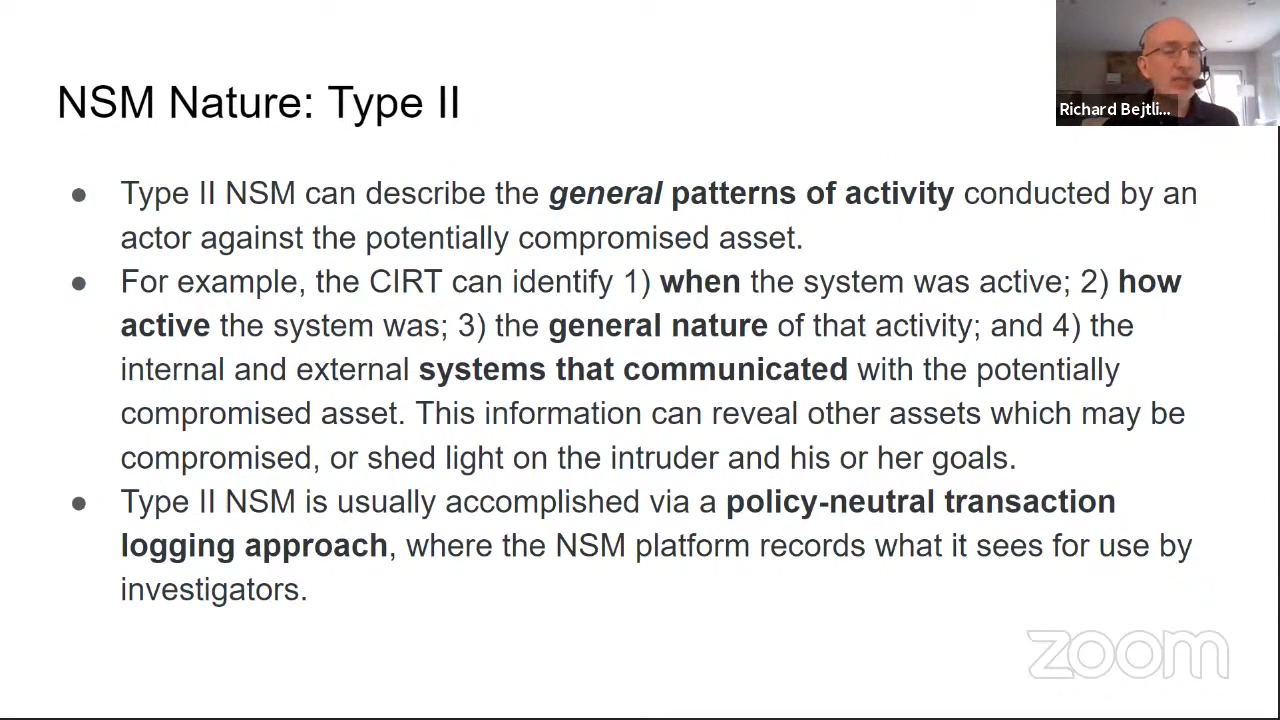 NSM Nature: Type II
Richard Bejtli...
● Type II NSM can describe the general patterns of activity conducted by an
actor against the potentially compromised asset.
● For example, the CIRT can identify 1) when the system was active; 2) how
active the system was; 3) the general nature of that activity; and 4) the
internal and external systems that communicated with the potentially
compromised asset. This information can reveal other assets which may be
compromised, or shed light on the intruder and his or her goals.
● Type II NSM is usually accomplished via a policy-neutral transaction
logging approach, where the NSM platform records what it sees for use by
investigators.
zoom